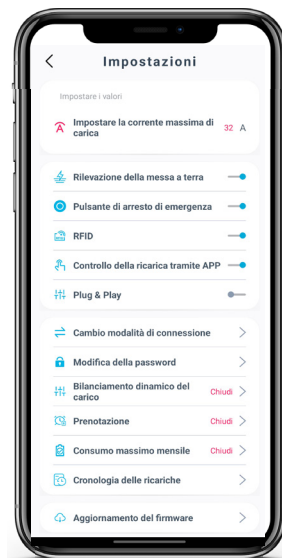 Impostazioni
Impostare i valori
Impostare la corrente massima di
carica
32 A
Rilevazione della messa a terra
Pulsante di arresto di emergenza
RFID
Controllo della ricarica tramite APP
Plug & Play
Cambio modalità di connessione
Modifica della password
Bilanciamento dinamico del
carico
Chiudi
Prenotazione
Chiudi
Consumo massimo mensile
Chiudi
Cronologia delle ricariche
Aggiornamento del firmware